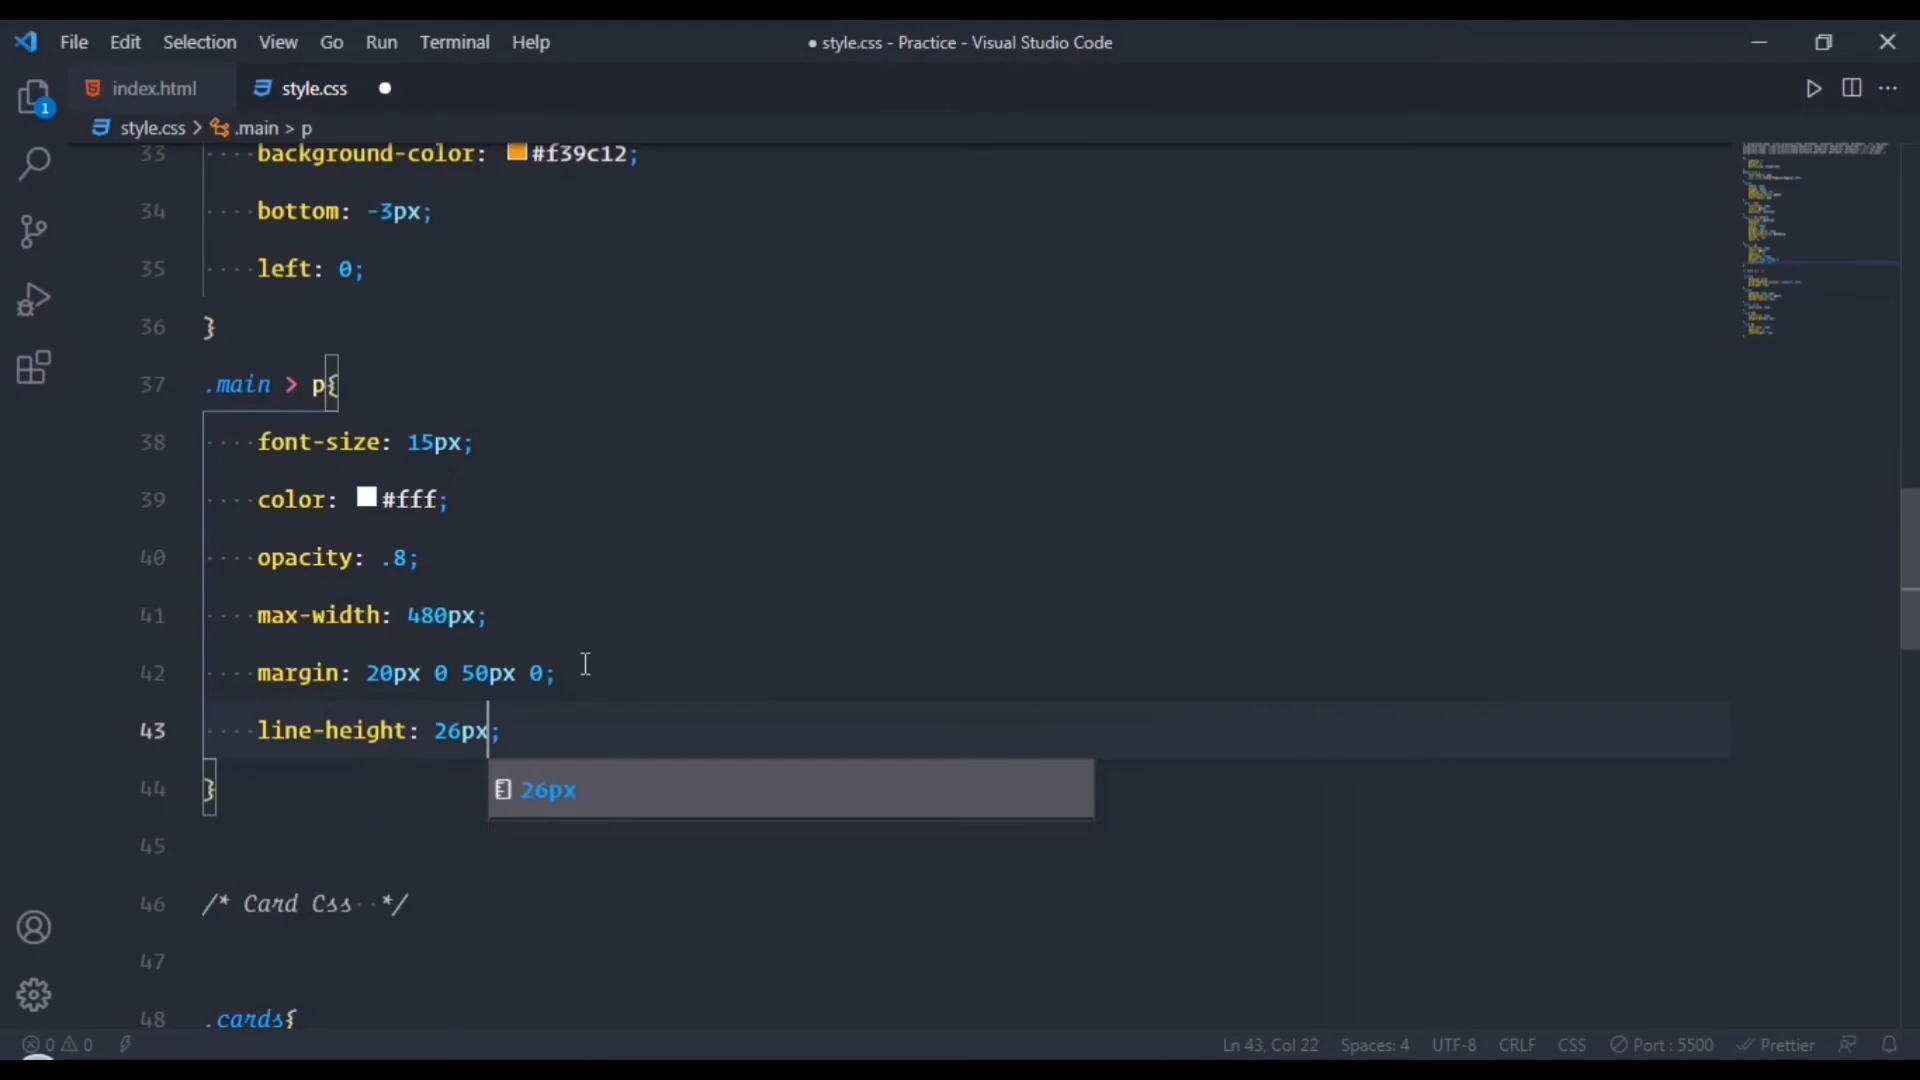 File Edit Selection View Go Run Terminal Help ● style.css - Practice - Visual Studio Code
index.html style.css
1
style.css > .main > p
33 background-color: #f39c12;
34 bottom: -3px;
35 left: 0;
36 }
37 .main > p{
38 font-size: 15px;
39 color: #fff;
40 opacity: .8;
41 max-width: 480px;
42 margin: 20px 0 50px 0;
43 line-height: 26px;
44 }
26px
45
46 /* Card Css  */
47
48 .cards{
0 0 Ln 43, Col 22 Spaces: 4 UTF-8 CRLF CSS Port : 5500 Prettier